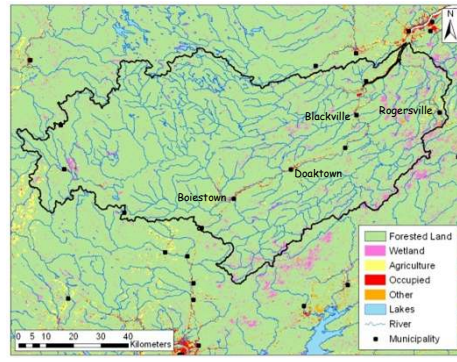 N
Blackville
Rogersville
Doaktown
Boiestown
Forested Land
Wetland
Agriculture
Occupied
Other
Lakes
River
Municipality
0 5 10 20 30 40
Kilometers